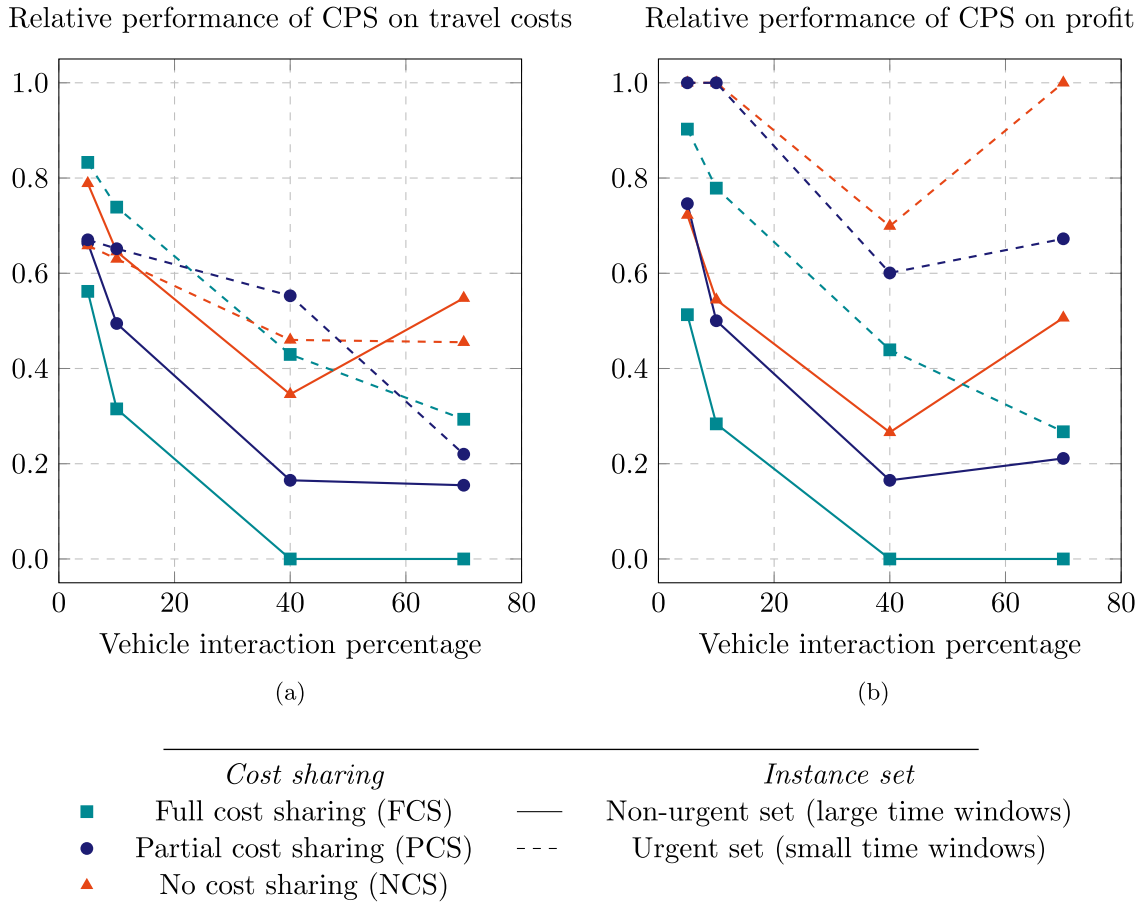 Relative performance of CPS on travel costs
1.0
0.8
0.6
0.4
0.2
0.0
0 20 40 60 80
Vehicle interaction percentage
(a)
Relative performance of CPS on profit
1.0
0.8
0.6
0.4
0.2
0.0
0 20 40 60 80
Vehicle interaction percentage
(b)
Cost sharing Instance set
Full cost sharing (FCS) Non-urgent set (large time windows)
Partial cost sharing (PCS) Urgent set (small time windows)
No cost sharing (NCS)